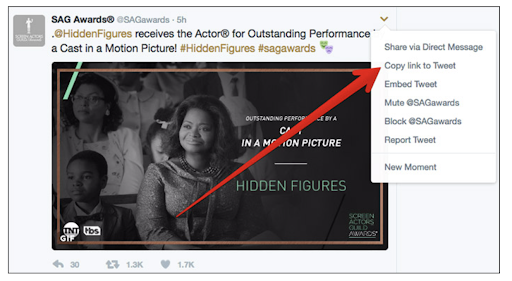 SAG Awards® @SAGawards · 5h
.@HiddenFigures receives the Actor® for Outstanding Performance
a Cast in a Motion Picture! #HiddenFigures #sagawards
Share via Direct Message
Copy link to Tweet
Embed Tweet
Mute @SAGawards
Block @SAGawards
Report Tweet
New Moment
OUTSTANDING PERFORMANCE BY A
CAST
IN A MOTION PICTURE
HIDDEN FIGURES
SCREEN
ACTORS
GUILD
AWARDS®
TNT
tbs
GIF
30 1.3K 1.7K